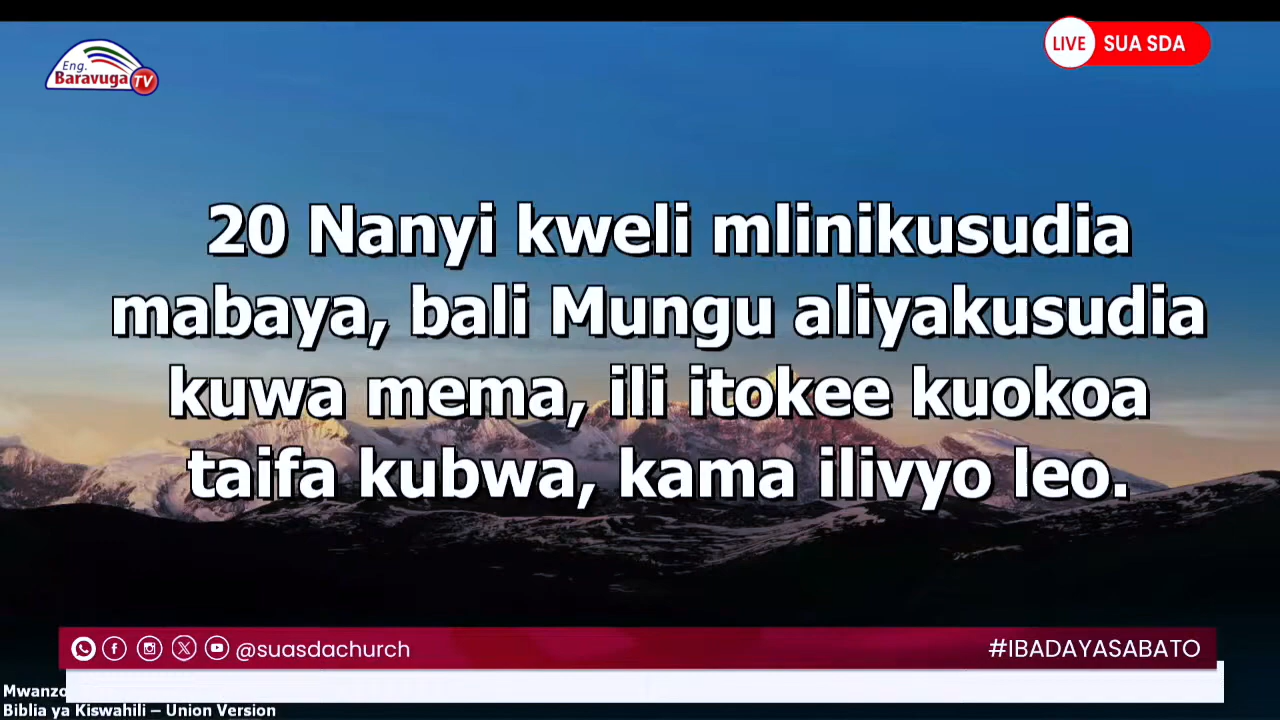 Eng.
Baravuga TV
LIVE SUA SDA
20 Nanyi kweli mlinikusudia
mabaya, bali Mungu aliyakusudia
kuwa mema, ili itokee kuokoa
taifa kubwa, kama ilivyo leo.
@suasdachurch
#IBADAYASABATO
Biblia ya Kiswahili – Union Version